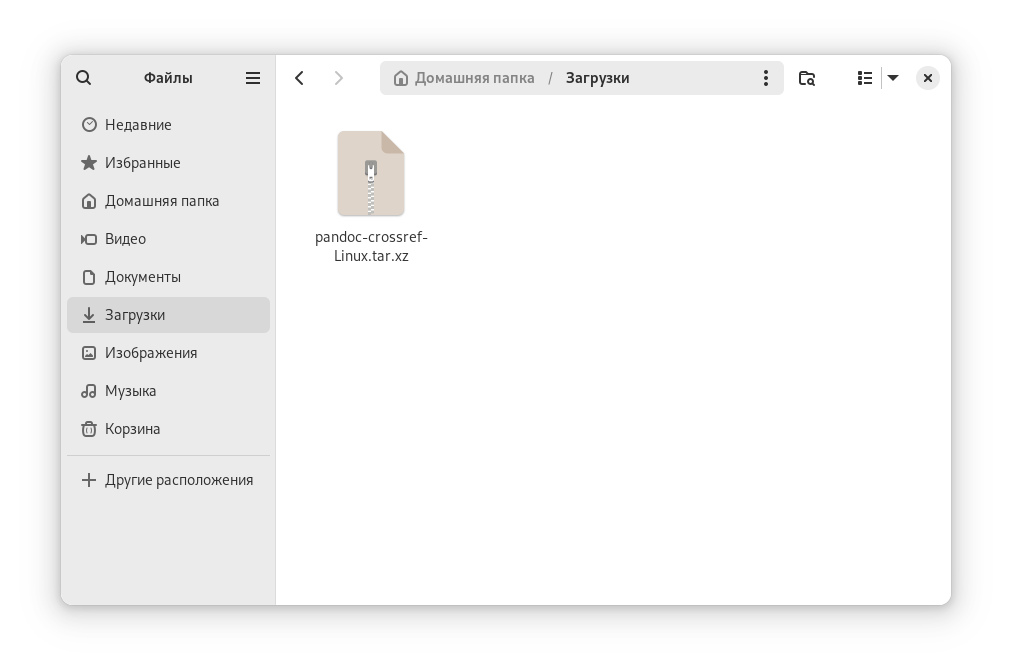 Файлы
Домашняя папка / Загрузки
Недавние
Избранные
Домашняя папка
Видео
Документы
Загрузки
Изображения
Музыка
Корзина
Другие расположения
pandoc-crossref-
Linux.tar.xz